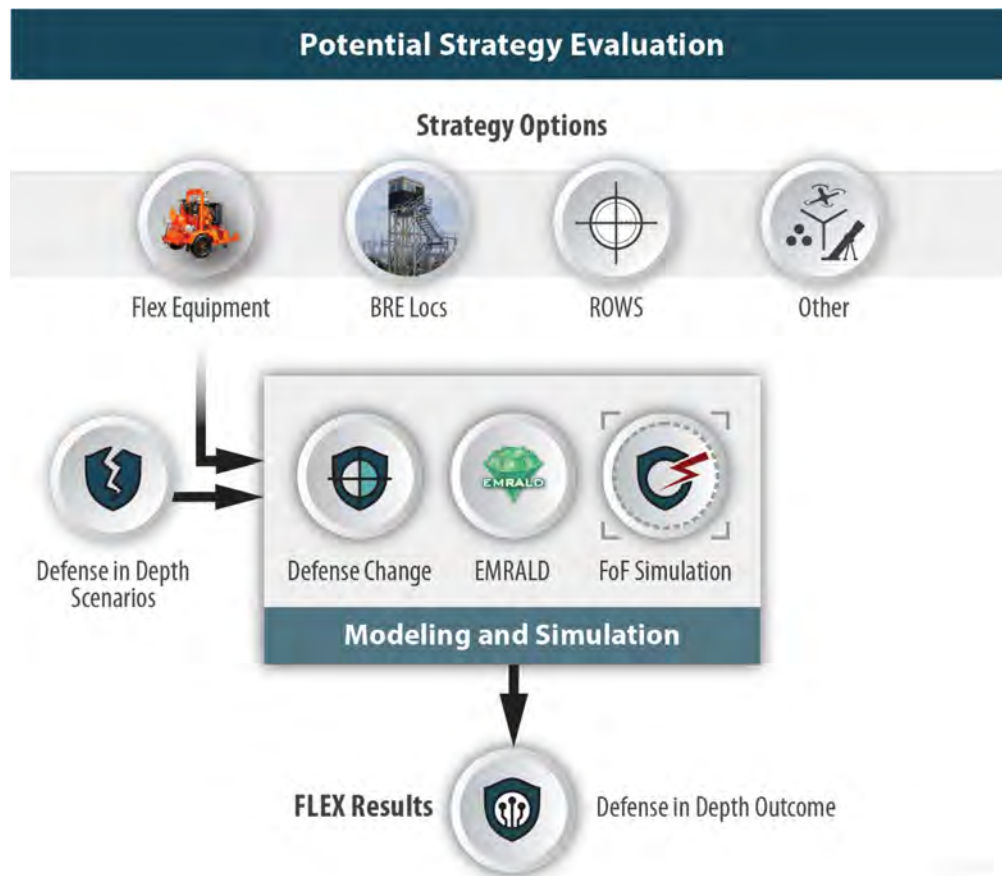 Potential Strategy Evaluation
Strategy Options
Flex Equipment
BRE Locs
ROWS
Other
Defense in Depth
Scenarios
Defense Change
EMRALD
EMRALD
FoF Simulation
Modeling and Simulation
FLEX Results
Defense in Depth Outcome